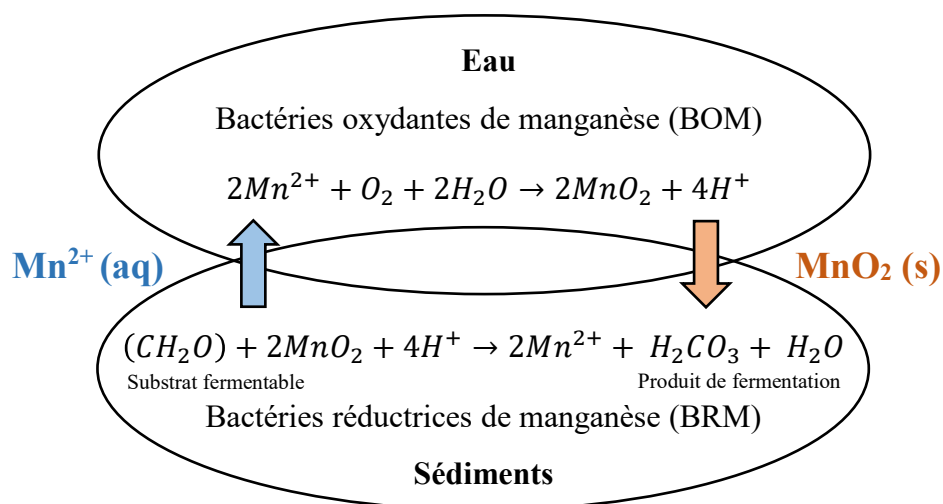 Eau
Bactéries oxydantes de manganèse (BOM)
2Mn²⁺ + O₂ + 2H₂O → 2MnO₂ + 4H⁺
Mn²⁺ (aq)
MnO₂ (s)
(CH₂O) + 2MnO₂ + 4H⁺ → 2Mn²⁺ + H₂CO₃ + H₂O
Substrat fermentable
Produit de fermentation
Bactéries réductrices de manganèse (BRM)
Sédiments